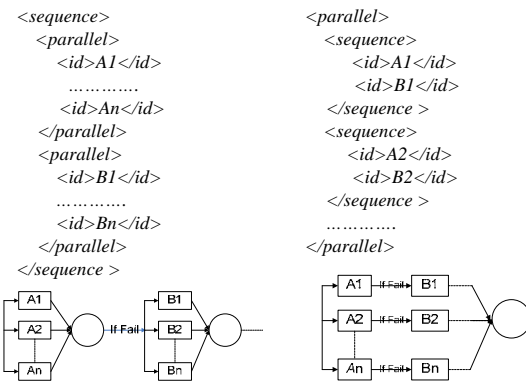 <sequence>
<parallel>
<id>A1</id>
………….
<id>An</id>
</parallel>
<parallel>
<id>B1</id>
………….
<id>Bn</id>
</parallel>
</sequence >
<parallel>
<sequence>
<id>A1</id>
<id>B1</id>
</sequence >
<sequence>
<id>A2</id>
<id>B2</id>
</sequence >
………….
</parallel>
A1
A2
An
If Fail
B1
B2
Bn
A1 If Fail B1
A2 If Fail B2
An If Fail Bn